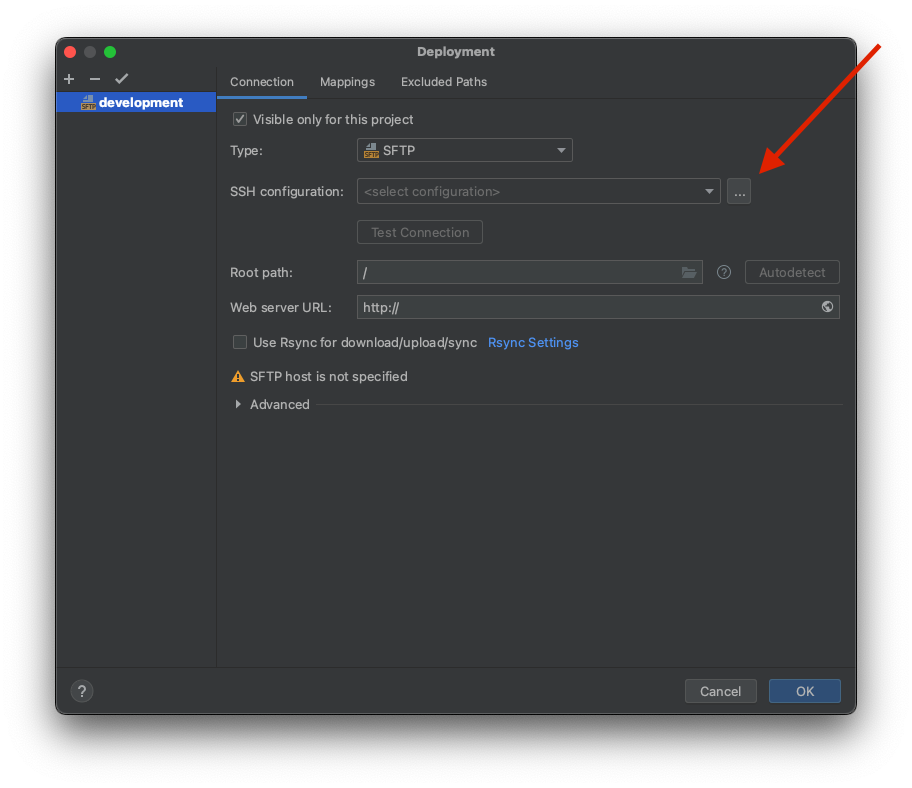 Deployment
development
Connection Mappings Excluded Paths
Visible only for this project
Type: SFTP
SSH configuration: <select configuration> ...
Test Connection
Root path: / ? Autodetect
Web server URL: http://
Use Rsync for download/upload/sync Rsync Settings
SFTP host is not specified
Advanced
? Cancel OK